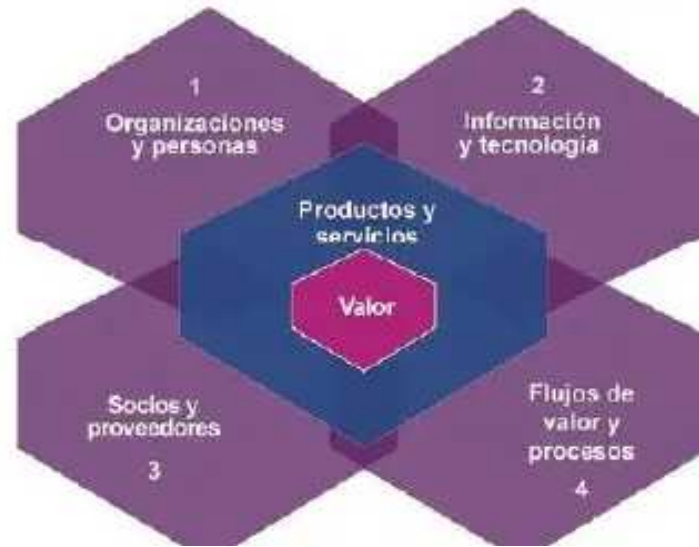 1
Organizaciones
y personas
2
Información
y tecnología
Productos y
servicios
Valor
Socios y
proveedores
3
Flujos de
valor y
procesos
4